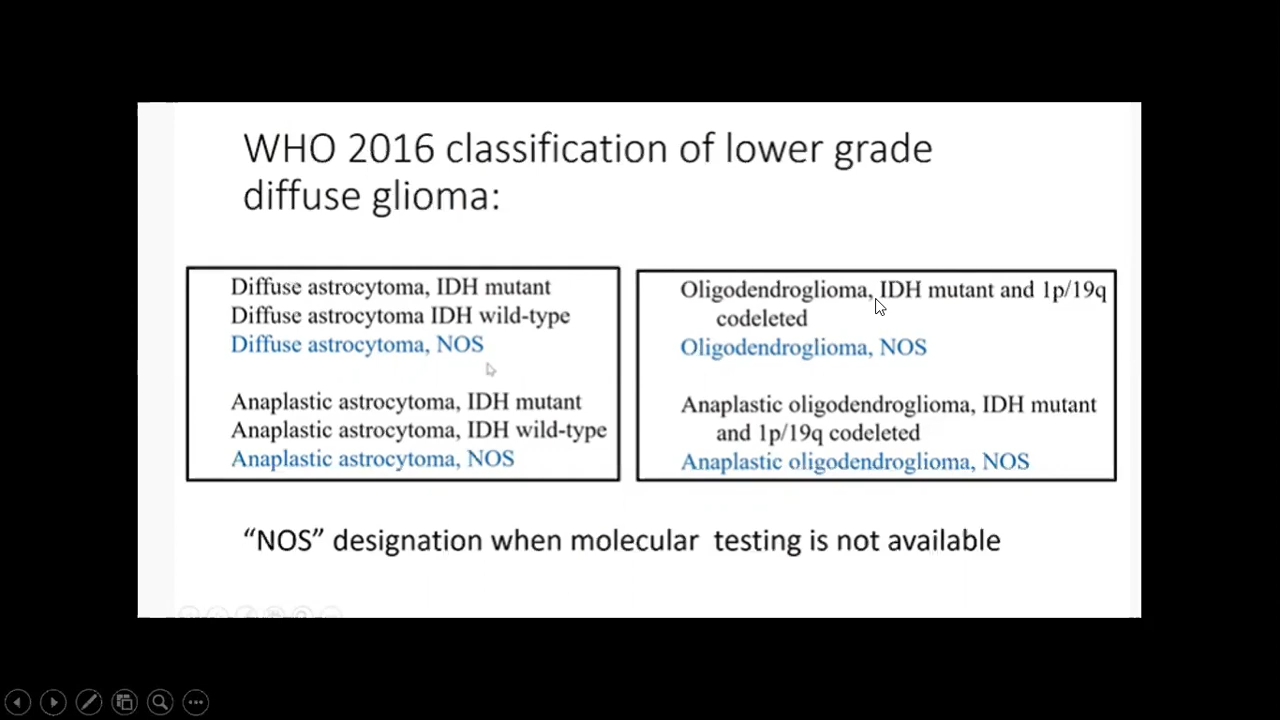 WHO 2016 classification of lower grade
diffuse glioma:
Diffuse astrocytoma, IDH mutant
Diffuse astrocytoma IDH wild-type
Diffuse astrocytoma, NOS
Anaplastic astrocytoma, IDH mutant
Anaplastic astrocytoma, IDH wild-type
Anaplastic astrocytoma, NOS
Oligodendroglioma, IDH mutant and 1p/19q
codeleted
Oligodendroglioma, NOS
Anaplastic oligodendroglioma, IDH mutant
and 1p/19q codeleted
Anaplastic oligodendroglioma, NOS
“NOS” designation when molecular  testing is not available